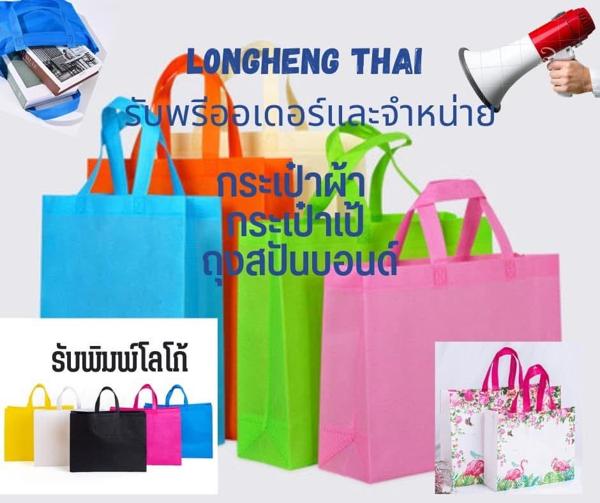 LONGHENG THAI
รับพรีออเดอร์และจำหน่าย
กระเป๋าผ้า
กระเป๋าเป้
ถุงสปันบอนด์
รับพิมพ์โลโก้